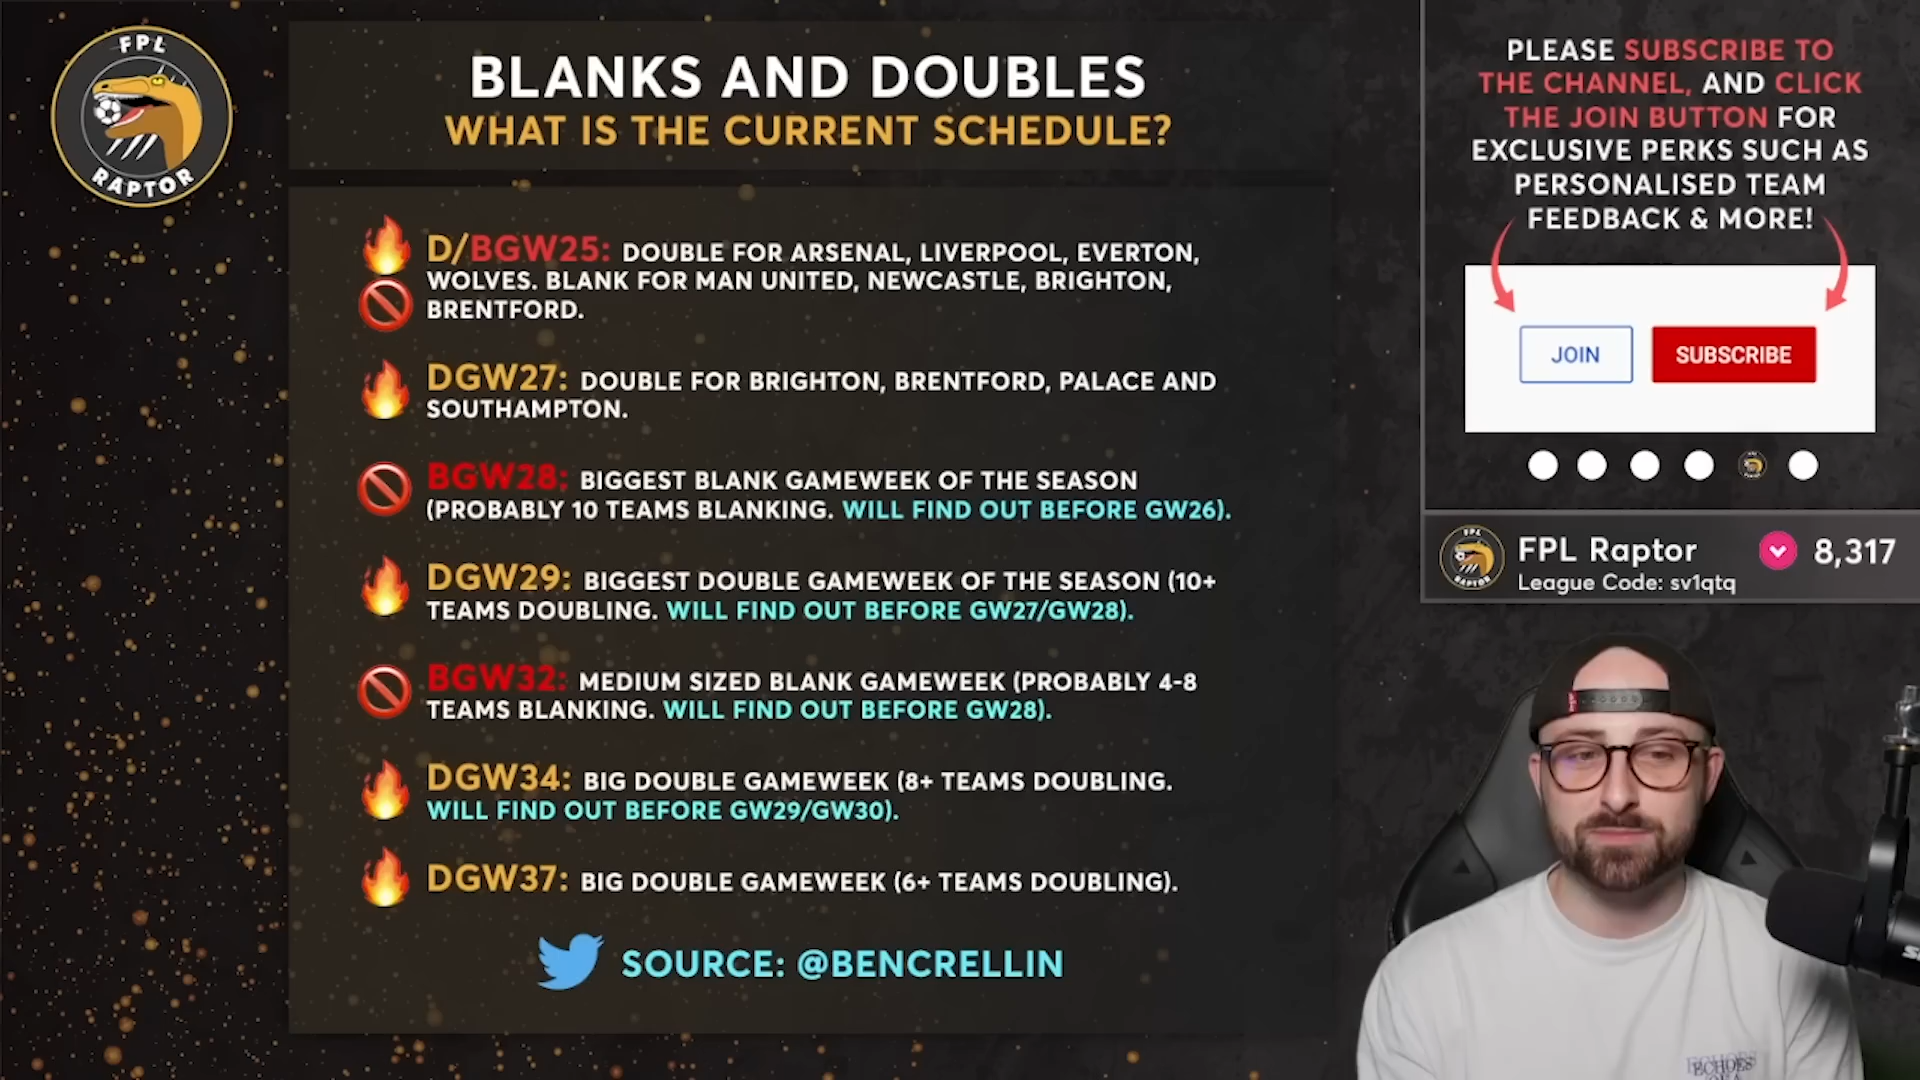 FPL
RAPTOR
BLANKS AND DOUBLES
WHAT IS THE CURRENT SCHEDULE?
D/BGW25: DOUBLE FOR ARSENAL, LIVERPOOL, EVERTON,
WOLVES. BLANK FOR MAN UNITED, NEWCASTLE, BRIGHTON,
BRENTFORD.
DGW27: DOUBLE FOR BRIGHTON, BRENTFORD, PALACE AND
SOUTHAMPTON.
BGW28: BIGGEST BLANK GAMEWEEK OF THE SEASON
(PROBABLY 10 TEAMS BLANKING. WILL FIND OUT BEFORE GW26).
DGW29: BIGGEST DOUBLE GAMEWEEK OF THE SEASON (10+
TEAMS DOUBLING. WILL FIND OUT BEFORE GW27/GW28).
BGW32: MEDIUM SIZED BLANK GAMEWEEK (PROBABLY 4-8
TEAMS BLANKING. WILL FIND OUT BEFORE GW28).
DGW34: BIG DOUBLE GAMEWEEK (8+ TEAMS DOUBLING.
WILL FIND OUT BEFORE GW29/GW30).
DGW37: BIG DOUBLE GAMEWEEK (6+ TEAMS DOUBLING).
SOURCE: @BENCRELLIN
PLEASE SUBSCRIBE TO
THE CHANNEL, AND CLICK
THE JOIN BUTTON FOR
EXCLUSIVE PERKS SUCH AS
PERSONALISED TEAM
FEEDBACK & MORE!
JOIN
SUBSCRIBE
FPL
RAPTOR
FPL Raptor
8,317
League Code: sv1qtq
ECHOES